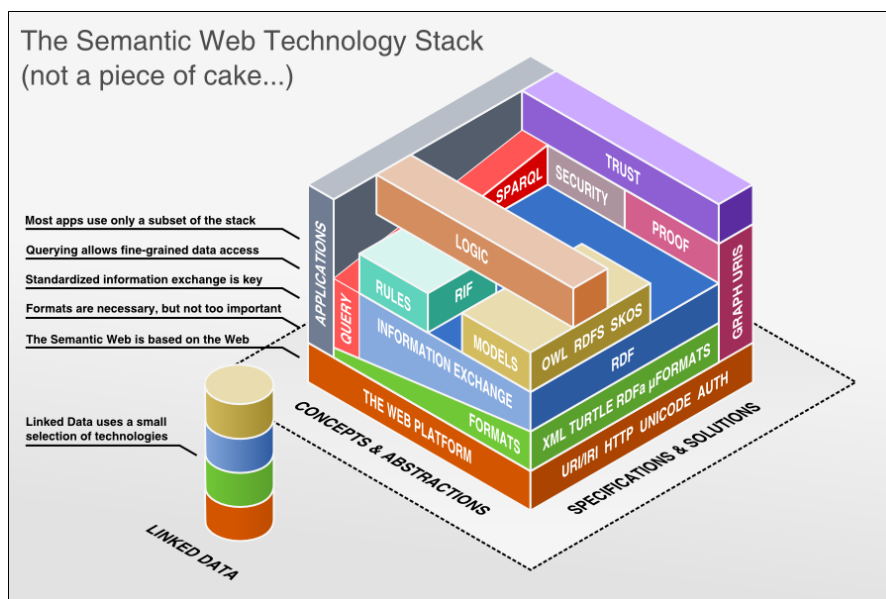 The Semantic Web Technology Stack
(not a piece of cake...)
Most apps use only a subset of the stack
Querying allows fine-grained data access
Standardized information exchange is key
Formats are necessary, but not too important
The Semantic Web is based on the Web
Linked Data uses a small
selection of technologies
LINKED DATA
APPLICATIONS
QUERY
RULES
RIF
LOGIC
SPARQL
SECURITY
TRUST
PROOF
GRAPH URIS
INFORMATION EXCHANGE
MODELS
OWL RDFS SKOS
RDF
FORMATS
XML TURTLE RDFa µFORMATS
THE WEB PLATFORM
URI/IRI HTTP UNICODE AUTH
CONCEPTS & ABSTRACTIONS
SPECIFICATIONS & SOLUTIONS